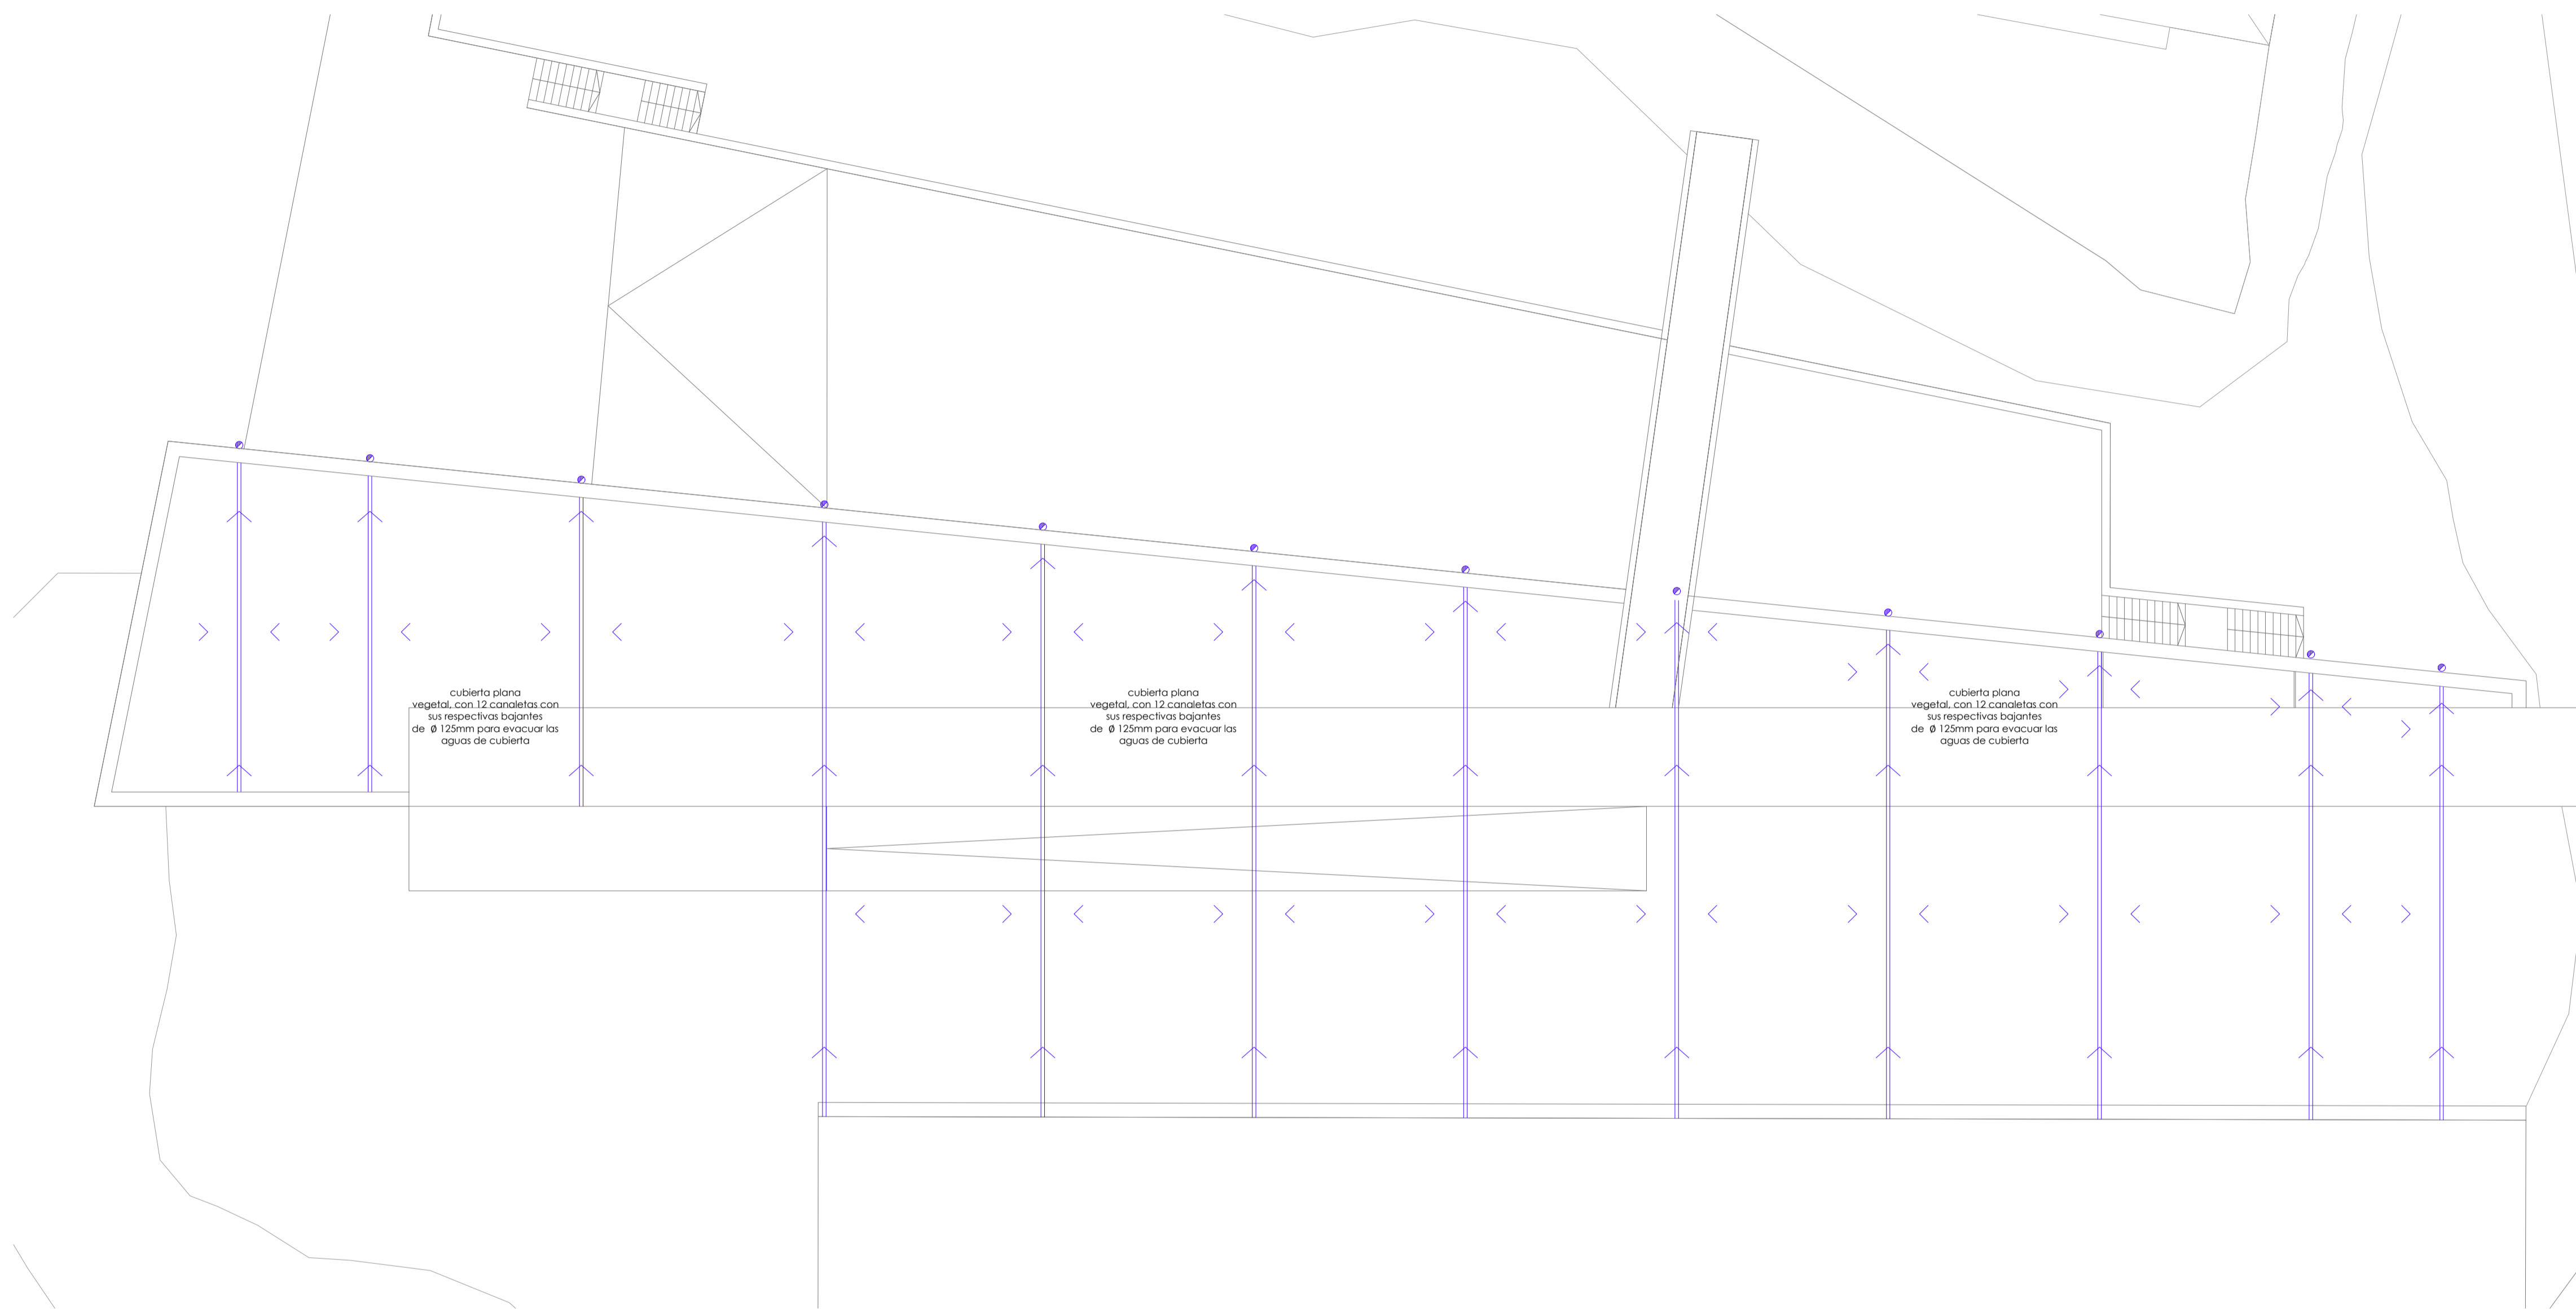 cubierta plana
vegetal, con 12 canaletas con
sus respectivas bajantes
de Ø 125mm para evacuar las
aguas de cubierta
cubierta plana
vegetal, con 12 canaletas con
sus respectivas bajantes
de Ø 125mm para evacuar las
aguas de cubierta
cubierta plana
vegetal, con 12 canaletas con
sus respectivas bajantes
de Ø 125mm para evacuar las
aguas de cubierta